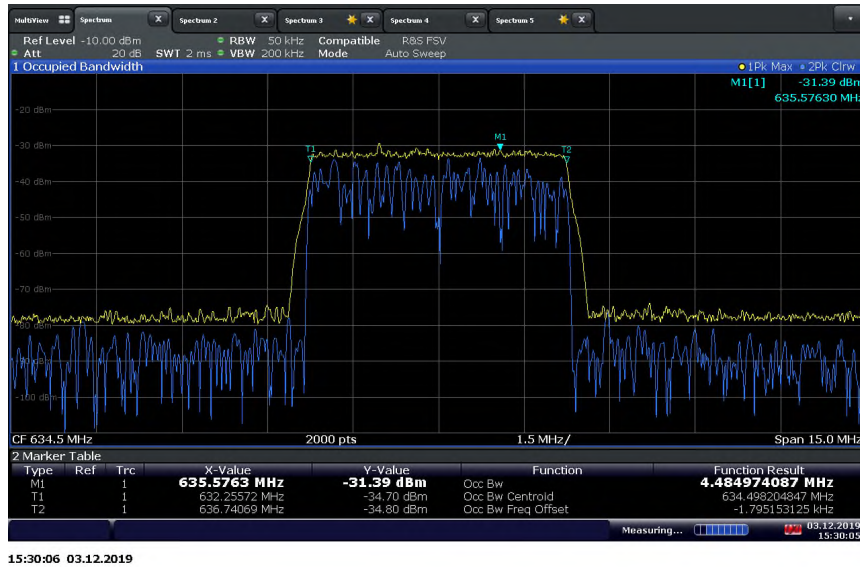 MultiView Spectrum X Spectrum 2 X Spectrum 3 X Spectrum 4 X Spectrum 5 X
Ref Level -10.00 dBm RBW 50 kHz Compatible R&S FSV
Att 20 dB SWT 2 ms VBW 200 kHz Mode Auto Sweep
1 Occupied Bandwidth 1Pk Max 2Pk Clrw
M1[1] -31.39 dBm
635.57630 MHz
-20 dBm
M1
-30 dBm
T1 T2
-40 dBm
-50 dBm
-60 dBm
-70 dBm
-80 dBm
-90 dBm
-100 dBm
CF 634.5 MHz 2000 pts 1.5 MHz/ Span 15.0 MHz
2 Marker Table
Type Ref Trc X-Value Y-Value Function Function Result
M1 1 635.5763 MHz -31.39 dBm Occ Bw 4.484974087 MHz
T1 1 632.25572 MHz -34.70 dBm Occ Bw Centroid 634.498204847 MHz
T2 1 636.74069 MHz -34.80 dBm Occ Bw Freq Offset -1.795153125 kHz
Measuring... 03.12.2019
15:30:05
15:30:06 03.12.2019